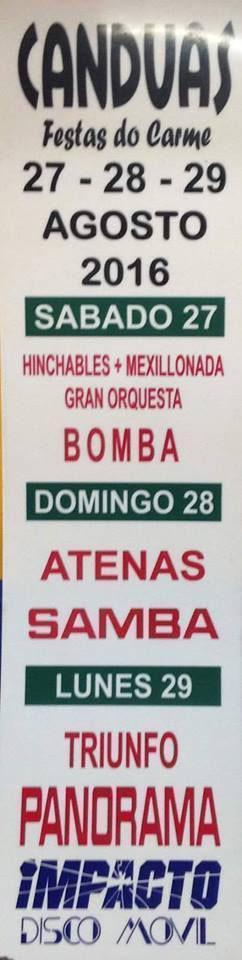 CANDUAS
Festas do Carme
27 - 28 - 29
AGOSTO
2016
SABADO 27
HINCHABLES + MEXILLONADA
GRAN ORQUESTA
BOMBA
DOMINGO 28
ATENAS
SAMBA
LUNES 29
TRIUNFO
PANORAMA
IMPACTO
DISCO MOVIL